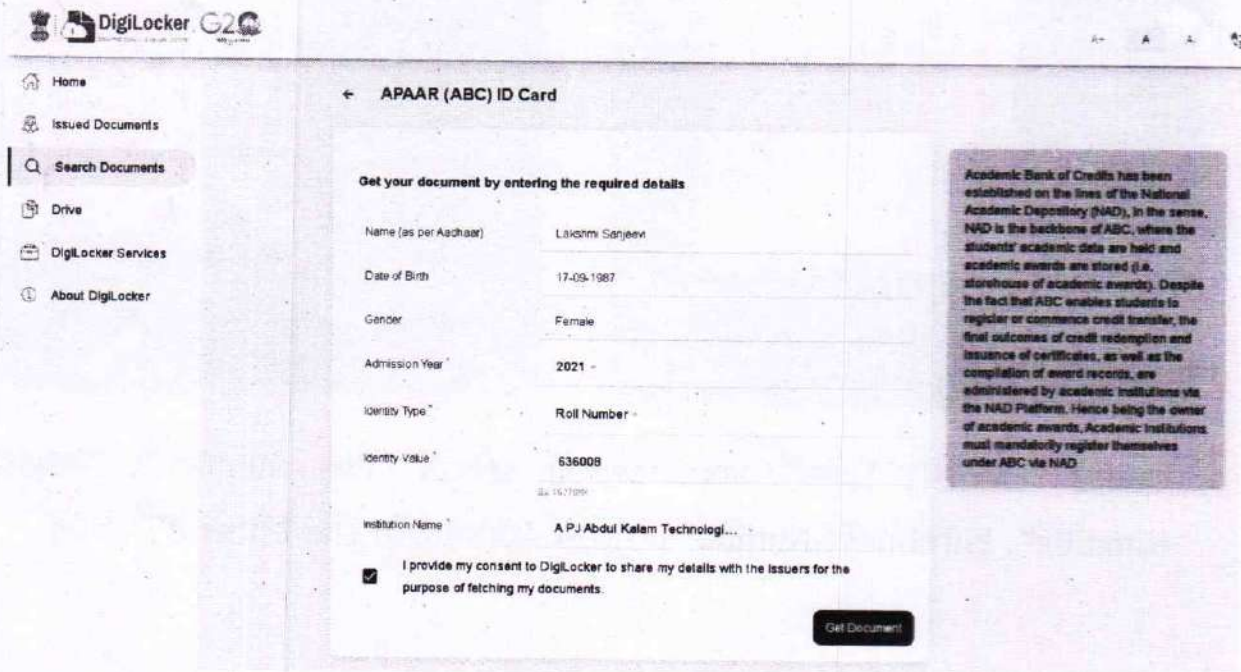 DigiLocker G20
A+ A A-
Home
Issued Documents
Search Documents
Drive
DigiLocker Services
About DigiLocker
← APAAR (ABC) ID Card
Get your document by entering the required details
Name (as per Aadhaar) Lakshmi Sanjeevi
Date of Birth 17-09-1987
Gender Female
Admission Year * 2021
Identity Type * Roll Number
Identity Value * 636008
Institution Name * A P J Abdul Kalam Technologi...
I provide my consent to DigiLocker to share my details with the Issuers for the
purpose of fetching my documents.
Get Document
Academic Bank of Credits has been
established on the lines of the National
Academic Depository (NAD), in the sense,
NAD is the backbone of ABC, where the
students' academic data are held and
academic awards are stored (i.e.
storehouse of academic awards). Despite
the fact that ABC enables students to
register or commence credit transfer, the
final outcomes of credit redemption and
issuance of certificates, as well as the
compilation of award records, are
administered by academic institutions via
the NAD Platform. Hence being the owner
of academic awards, Academic Institutions
must mandatorily register themselves
under ABC via NAD